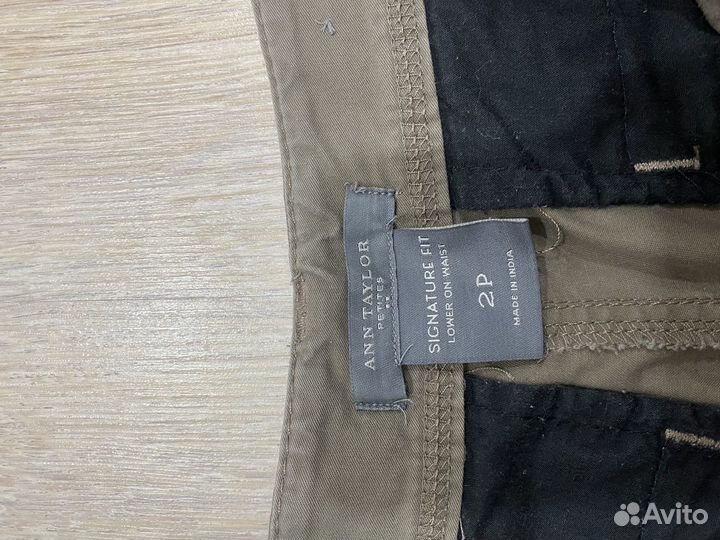 ANN TAYLOR
PETITES
SIGNATURE FIT
LOWER ON WAIST
2P
MADE IN INDIA
Avito